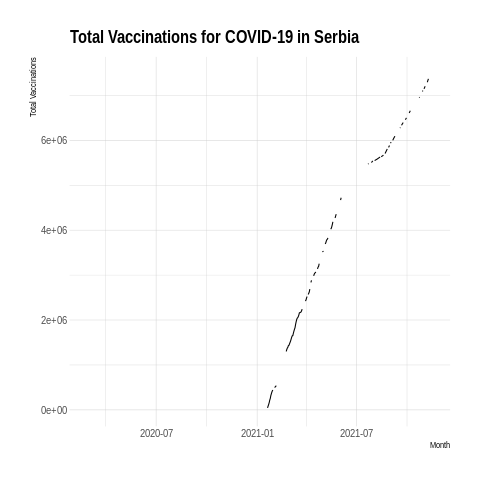 Total Vaccinations for COVID-19 in Serbia
Total Vaccinations
6e+06
4e+06
2e+06
0e+00
2020-07
2021-01
2021-07
Month